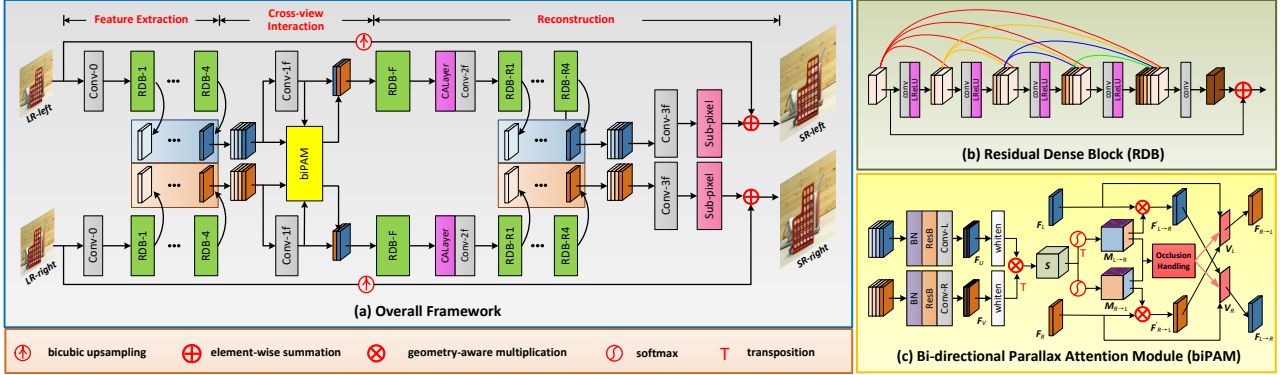 Feature Extraction
Cross-view Interaction
Reconstruction
LR-left
Conv-0
RDB-1
•••
RDB-4
Conv-1f
RDB-F
CALayer
Conv-2f
RDB-R1
•••
RDB-R4
SR-left
biPAM
Conv-3f
Sub-pixel
Conv-3f
Sub-pixel
LR-right
Conv-0
RDB-1
•••
RDB-4
Conv-1f
RDB-F
CALayer
Conv-2f
RDB-R1
•••
RDB-R4
SR-right
(a) Overall Framework
bicubic upsampling
element-wise summation
geometry-aware multiplication
softmax
T transposition
conv
LReLU
conv
LReLU
conv
LReLU
conv
LReLU
conv
(b) Residual Dense Block (RDB)
BN
ResB
Conv-L
F_U
whiten
BN
ResB
Conv-R
F_V
whiten
T
S
T
F_L
M_L→R
F'_L→R
V_L
F_R→L
Occlusion Handling
M_R→L
F_R
F'_R→L
V_R
F_L→R
(c) Bi-directional Parallax Attention Module (biPAM)